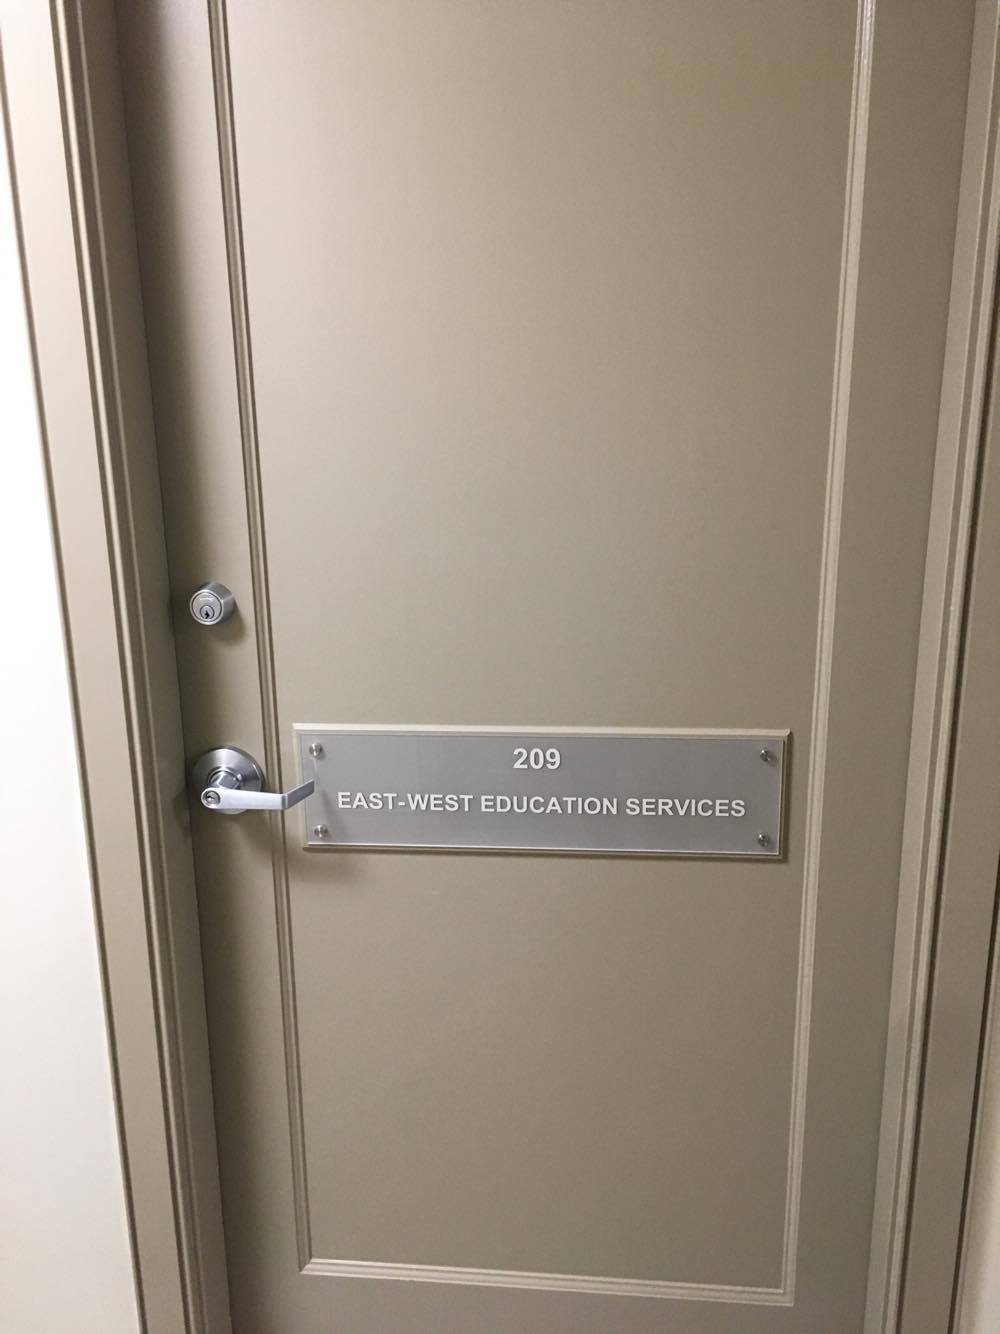 209
EAST-WEST EDUCATION SERVICES